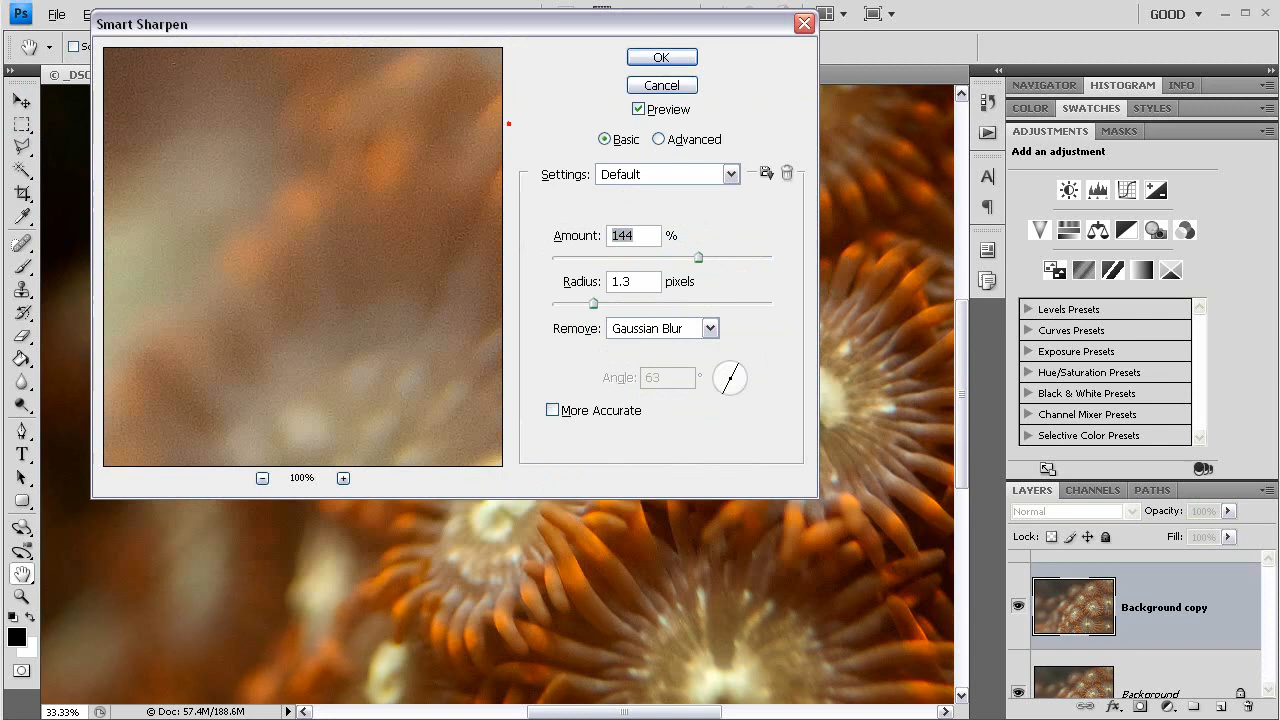 Ps
File
E
GOOD
Smart Sharpen
© _DSC
OK
Cancel
Preview
Basic Advanced
Settings: Default
Amount: 144 %
Radius: 1.3 pixels
Remove: Gaussian Blur
Angle: 63 °
More Accurate
100%
NAVIGATOR HISTOGRAM INFO
COLOR SWATCHES STYLES
ADJUSTMENTS MASKS
Add an adjustment
Levels Presets
Curves Presets
Exposure Presets
Hue/Saturation Presets
Black & White Presets
Channel Mixer Presets
Selective Color Presets
LAYERS CHANNELS PATHS
Normal Opacity: 100%
Lock: Fill: 100%
Background copy
Background
33.33% © Doc: 57.4M/188.6M